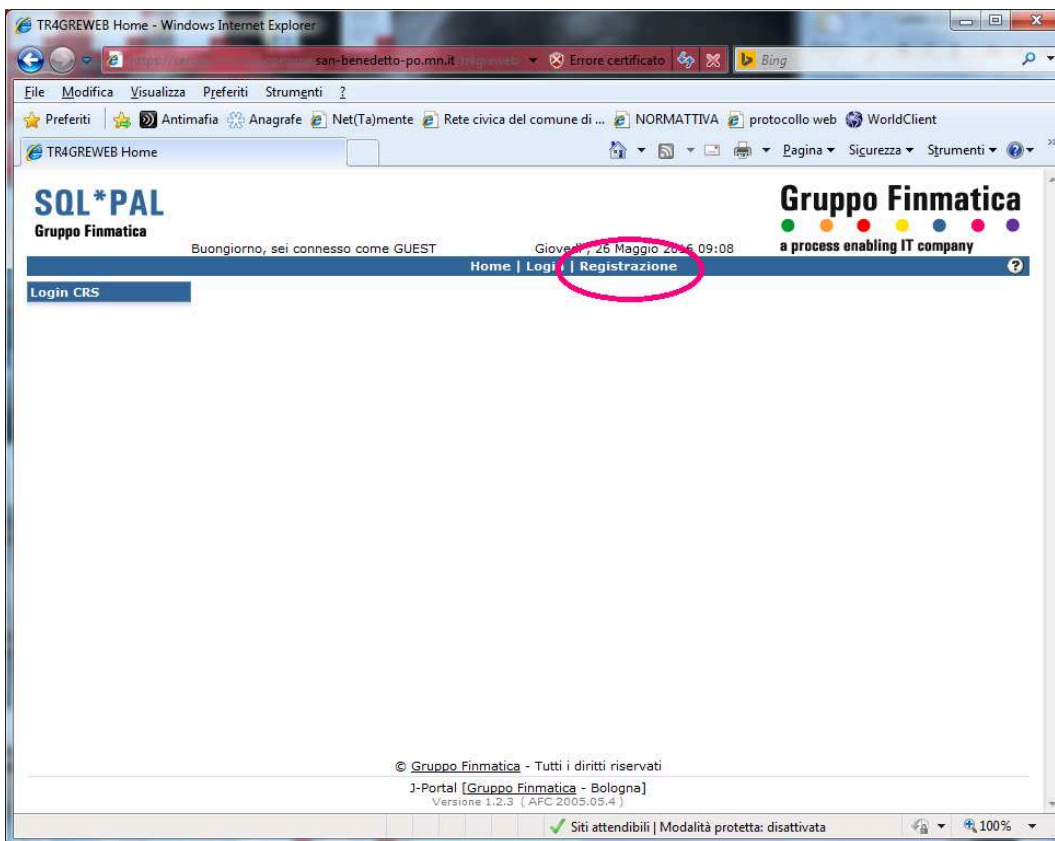 TR4GREWEB Home - Windows Internet Explorer
san-benedetto-po.mn.it
Errore certificato
Bing
File Modifica Visualizza Preferiti Strumenti ?
Preferiti Antimafia Anagrafe Net(Ta)mente Rete civica del comune di ... NORMATTIVA protocollo web WorldClient
TR4GREWEB Home
Pagina Sicurezza Strumenti
SQL*PAL
Gruppo Finmatica
Gruppo Finmatica
a process enabling IT company
Buongiorno, sei connesso come GUEST
Giovedì, 26 Maggio 2016 09:08
Home | Login | Registrazione
?
Login CRS
© Gruppo Finmatica - Tutti i diritti riservati
J-Portal [Gruppo Finmatica - Bologna]
Versione 1.2.3 ( AFC 2005.05.4 )
Siti attendibili | Modalità protetta: disattivata
100%